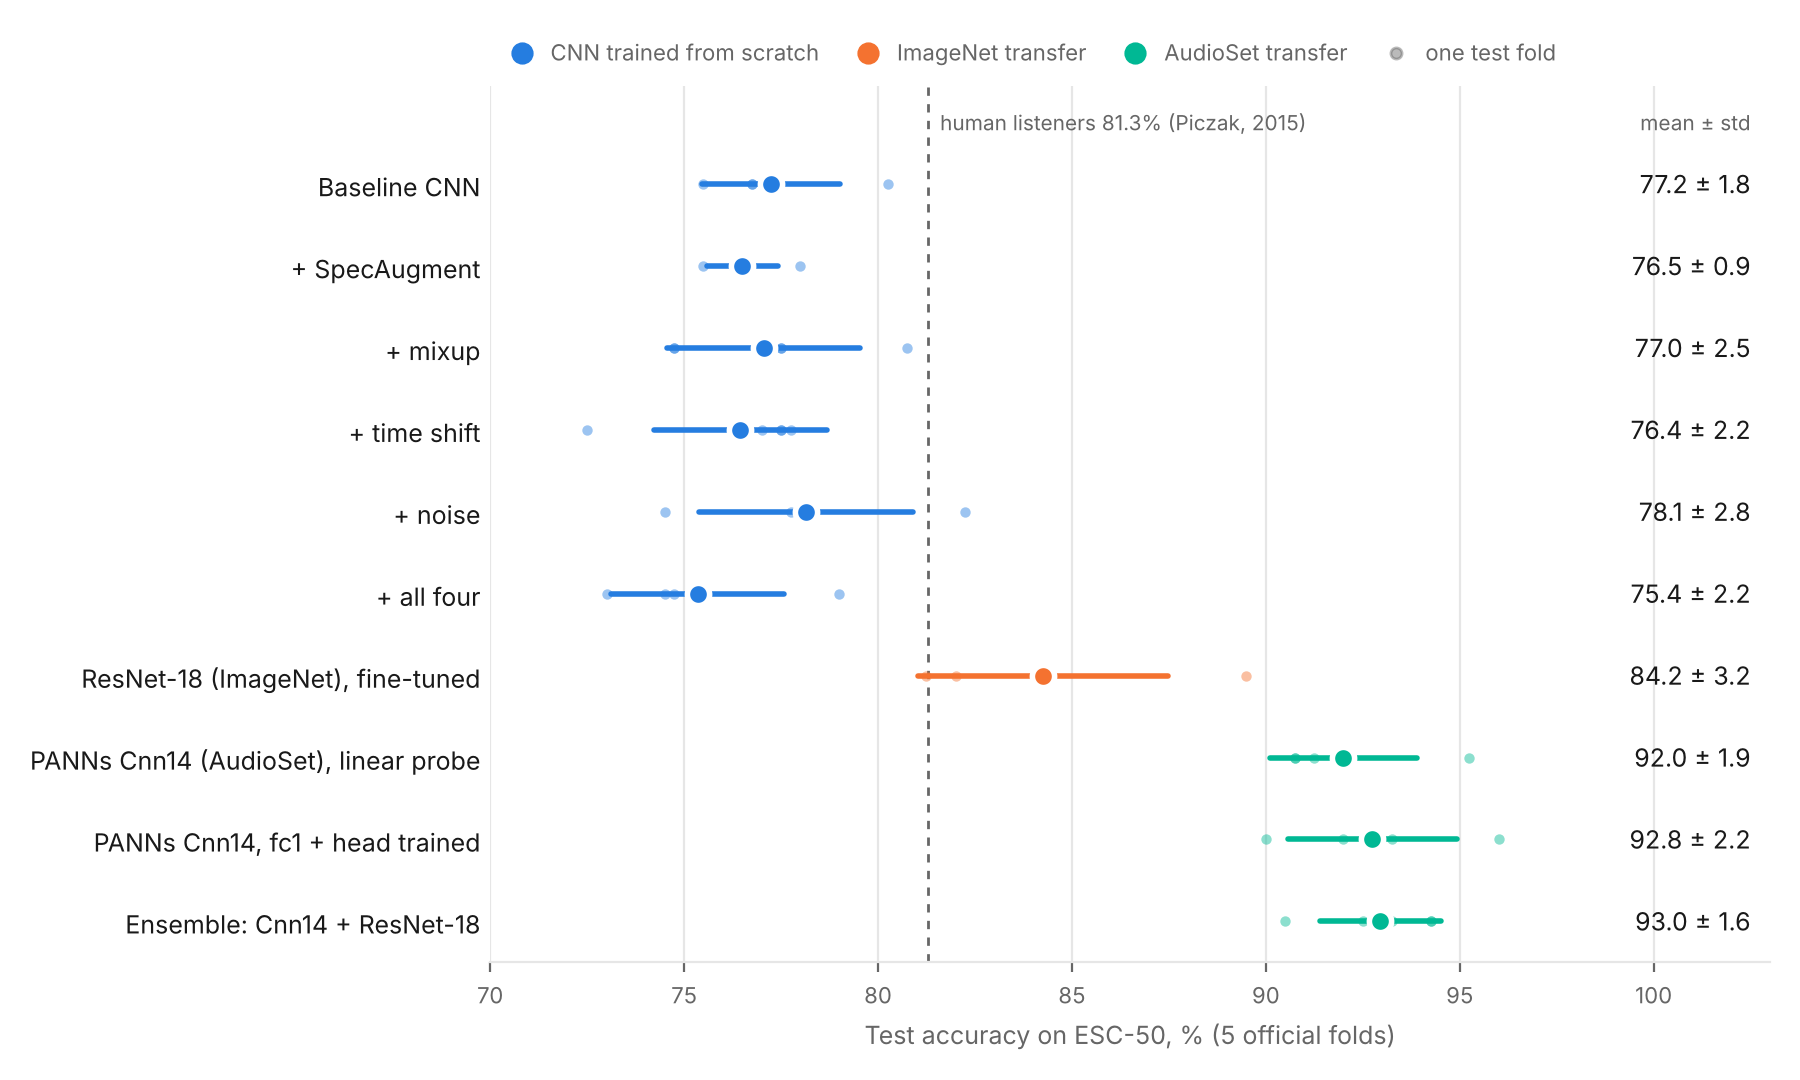 CNN trained from scratch ImageNet transfer AudioSet transfer one test fold
human listeners 81.3% (Piczak, 2015) mean ± std
Baseline CNN 77.2 ± 1.8
+ SpecAugment 76.5 ± 0.9
+ mixup 77.0 ± 2.5
+ time shift 76.4 ± 2.2
+ noise 78.1 ± 2.8
+ all four 75.4 ± 2.2
ResNet-18 (ImageNet), fine-tuned 84.2 ± 3.2
PANNs Cnn14 (AudioSet), linear probe 92.0 ± 1.9
PANNs Cnn14, fc1 + head trained 92.8 ± 2.2
Ensemble: Cnn14 + ResNet-18 93.0 ± 1.6
70 75 80 85 90 95 100
Test accuracy on ESC-50, % (5 official folds)